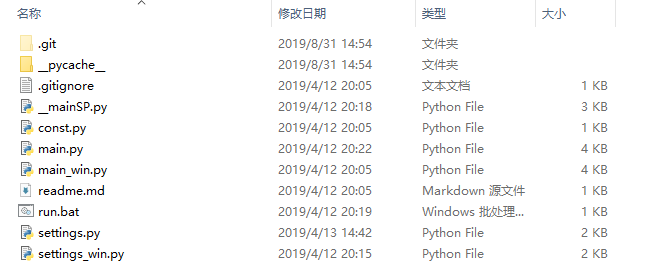 名称 修改日期 类型 大小
.git 2019/8/31 14:54 文件夹
__pycache__ 2019/8/31 14:54 文件夹
.gitignore 2019/4/12 20:05 文本文档 1 KB
__mainSP.py 2019/4/12 20:18 Python File 3 KB
const.py 2019/4/12 20:05 Python File 1 KB
main.py 2019/4/12 20:22 Python File 4 KB
main_win.py 2019/4/12 20:05 Python File 4 KB
readme.md 2019/4/12 20:05 Markdown 源文件 1 KB
run.bat 2019/4/12 20:19 Windows 批处理... 1 KB
settings.py 2019/4/13 14:42 Python File 2 KB
settings_win.py 2019/4/12 20:15 Python File 2 KB